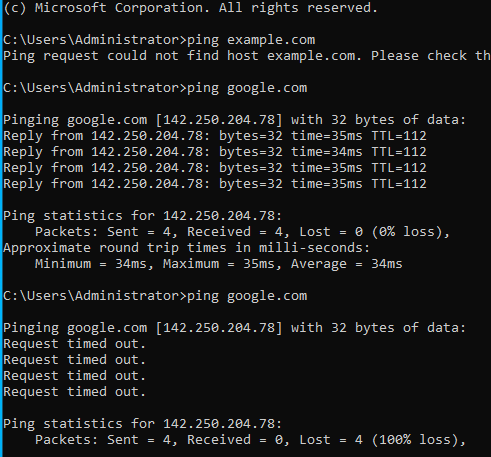 (c) Microsoft Corporation. All rights reserved.
C:\Users\Administrator>ping example.com
Ping request could not find host example.com. Please check th
C:\Users\Administrator>ping google.com
Pinging google.com [142.250.204.78] with 32 bytes of data:
Reply from 142.250.204.78: bytes=32 time=35ms TTL=112
Reply from 142.250.204.78: bytes=32 time=34ms TTL=112
Reply from 142.250.204.78: bytes=32 time=35ms TTL=112
Reply from 142.250.204.78: bytes=32 time=35ms TTL=112
Ping statistics for 142.250.204.78:
    Packets: Sent = 4, Received = 4, Lost = 0 (0% loss),
Approximate round trip times in milli-seconds:
    Minimum = 34ms, Maximum = 35ms, Average = 34ms
C:\Users\Administrator>ping google.com
Pinging google.com [142.250.204.78] with 32 bytes of data:
Request timed out.
Request timed out.
Request timed out.
Request timed out.
Ping statistics for 142.250.204.78:
    Packets: Sent = 4, Received = 0, Lost = 4 (100% loss),